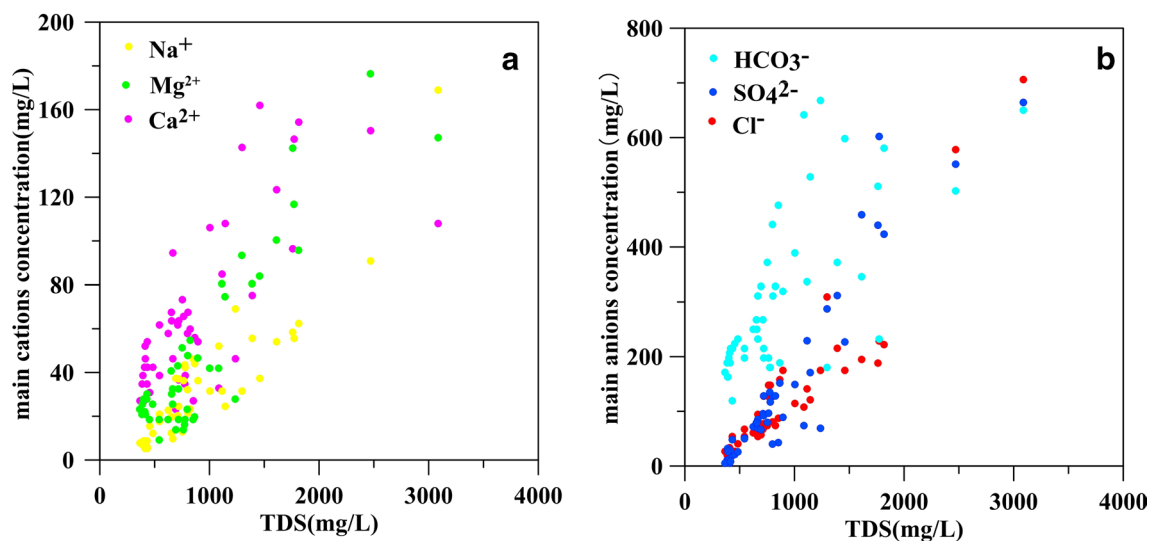 200
160
120
80
40
0
main cations concentration(mg/L)
Na⁺
Mg²⁺
Ca²⁺
a
0 1000 2000 3000 4000
TDS(mg/L)
800
600
400
200
0
main anions concentration (mg/L)
HCO₃⁻
SO₄²⁻
Cl⁻
b
0 1000 2000 3000 4000
TDS(mg/L)